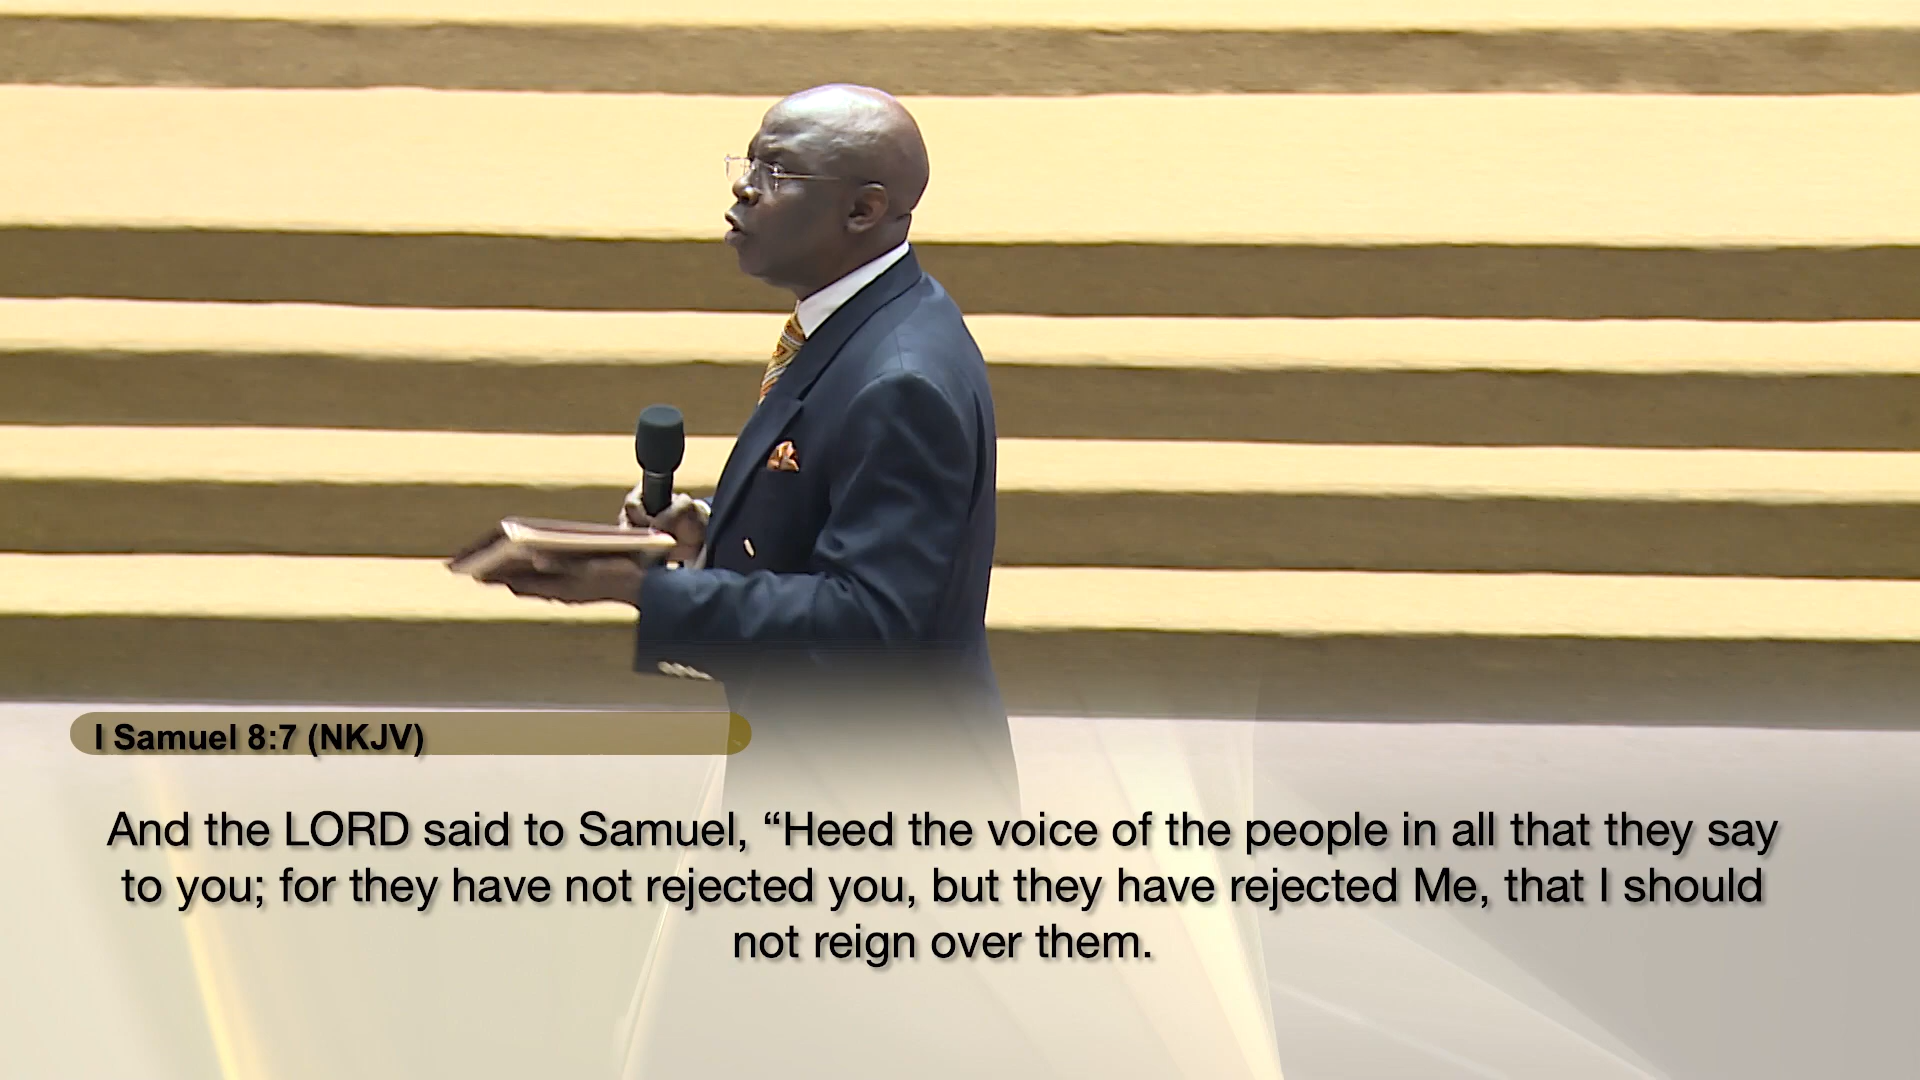 I Samuel 8:7 (NKJV)
And the LORD said to Samuel, “Heed the voice of the people in all that they say
to you; for they have not rejected you, but they have rejected Me, that I should
not reign over them.